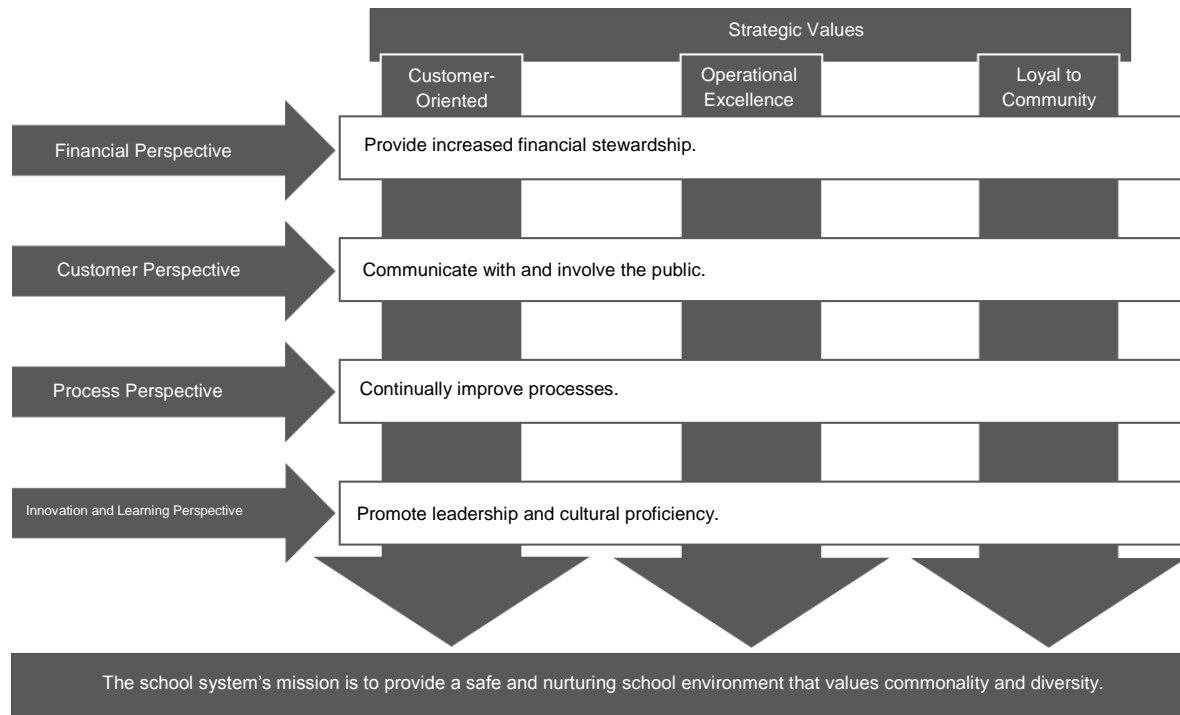 Strategic Values
Customer-
Oriented
Operational
Excellence
Loyal to
Community
Financial Perspective
Provide increased financial stewardship.
Customer Perspective
Communicate with and involve the public.
Process Perspective
Continually improve processes.
Innovation and Learning Perspective
Promote leadership and cultural proficiency.
The school system’s mission is to provide a safe and nurturing school environment that values commonality and diversity.